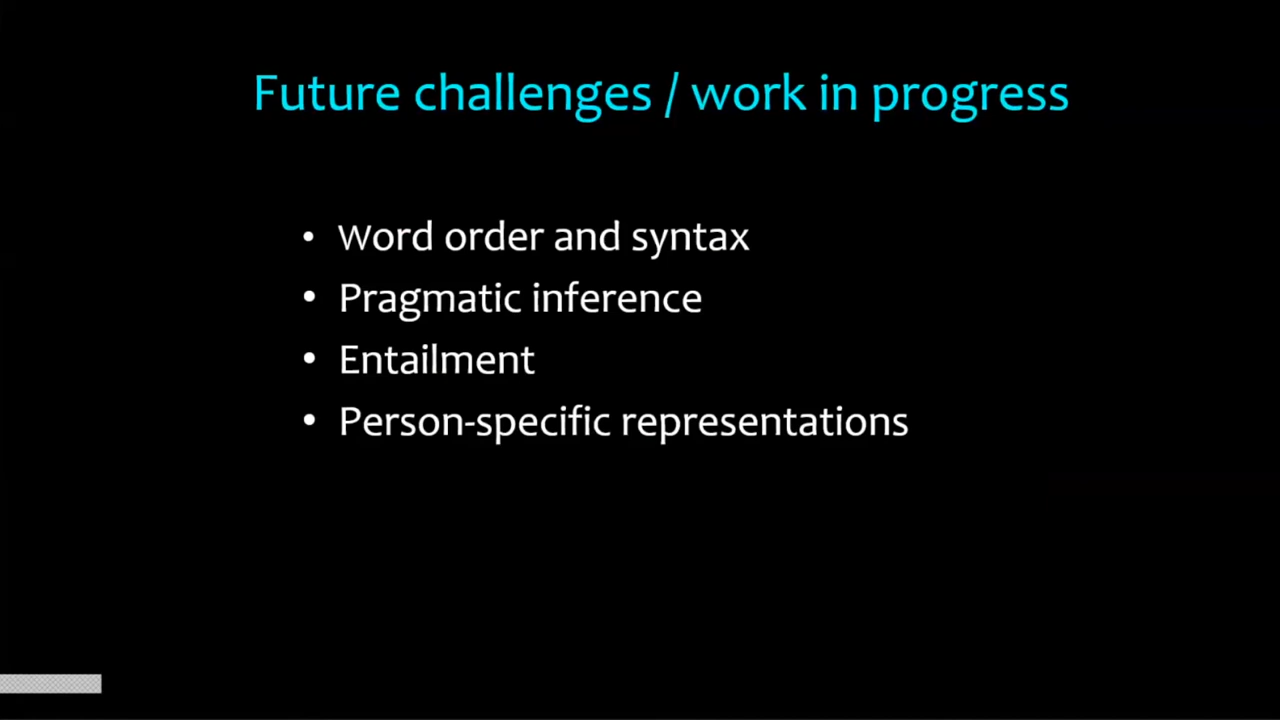 Future challenges / work in progress
• Word order and syntax
• Pragmatic inference
• Entailment
• Person-specific representations